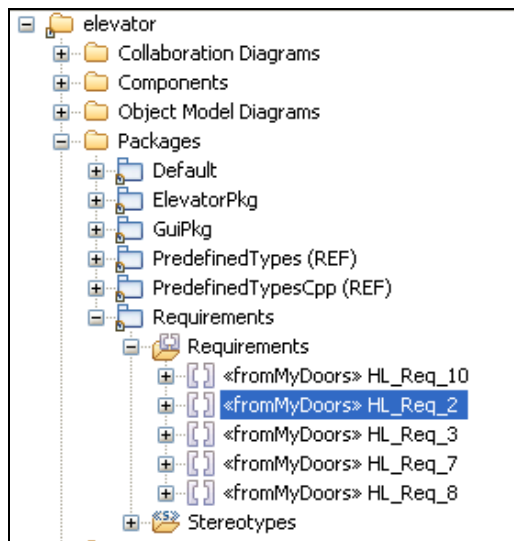 elevator
Collaboration Diagrams
Components
Object Model Diagrams
Packages
Default
ElevatorPkg
GuiPkg
PredefinedTypes (REF)
PredefinedTypesCpp (REF)
Requirements
Requirements
«fromMyDoors» HL_Req_10
«fromMyDoors» HL_Req_2
«fromMyDoors» HL_Req_3
«fromMyDoors» HL_Req_7
«fromMyDoors» HL_Req_8
«S» Stereotypes